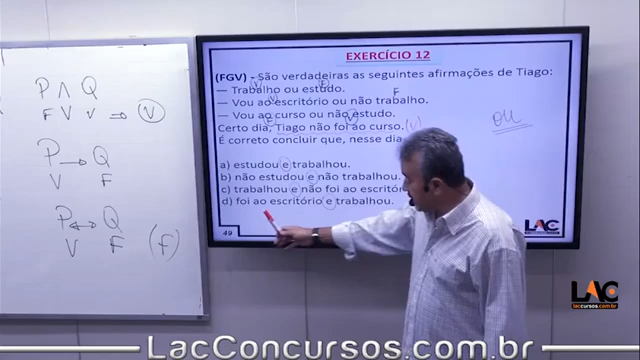 P ∧ Q
F V V ⇒ V
P → Q
V F
P ↔ Q
V F (F)
EXERCÍCIO 12
(FGV) - São verdadeiras as seguintes afirmações de Tiago:
— Trabalho ou estudo.
— Vou ao escritório ou não trabalho.
— Vou ao curso ou não estudo.
Certo dia, Tiago não foi ao curso. (V)
É correto concluir que, nesse dia
a) estudou e trabalhou.
b) não estudou e não trabalhou.
c) trabalhou e não foi ao escritór
d) foi ao escritório e trabalhou.
ou
49
LAC
LAC
laccursos.com.br
LacConcursos.com.br